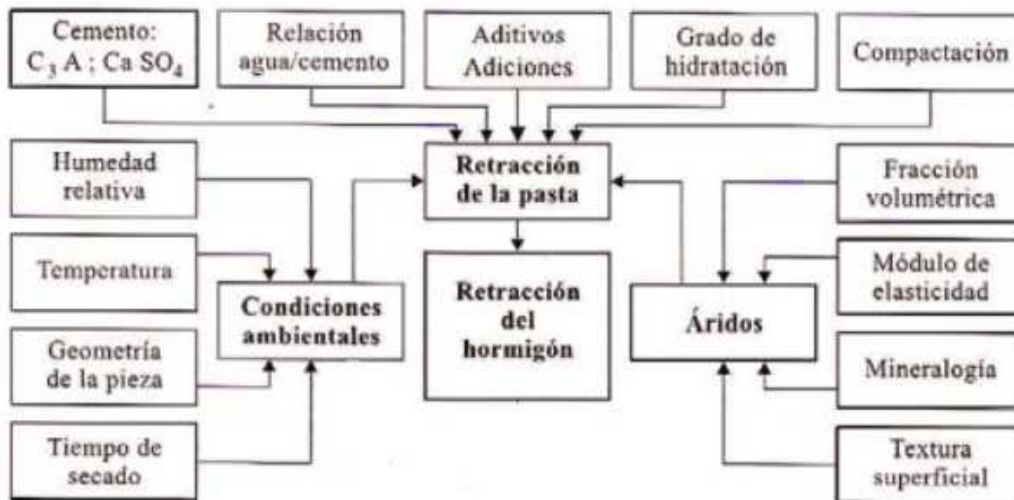 Cemento:
C₃ A ; Ca SO₄
Relación
agua/cemento
Aditivos
Adiciones
Grado de
hidratación
Compactación
Humedad
relativa
Retracción
de la pasta
Fracción
volumétrica
Temperatura
Condiciones
ambientales
Retracción
del
hormigón
Áridos
Módulo de
elasticidad
Geometría
de la pieza
Mineralogía
Tiempo de
secado
Textura
superficial